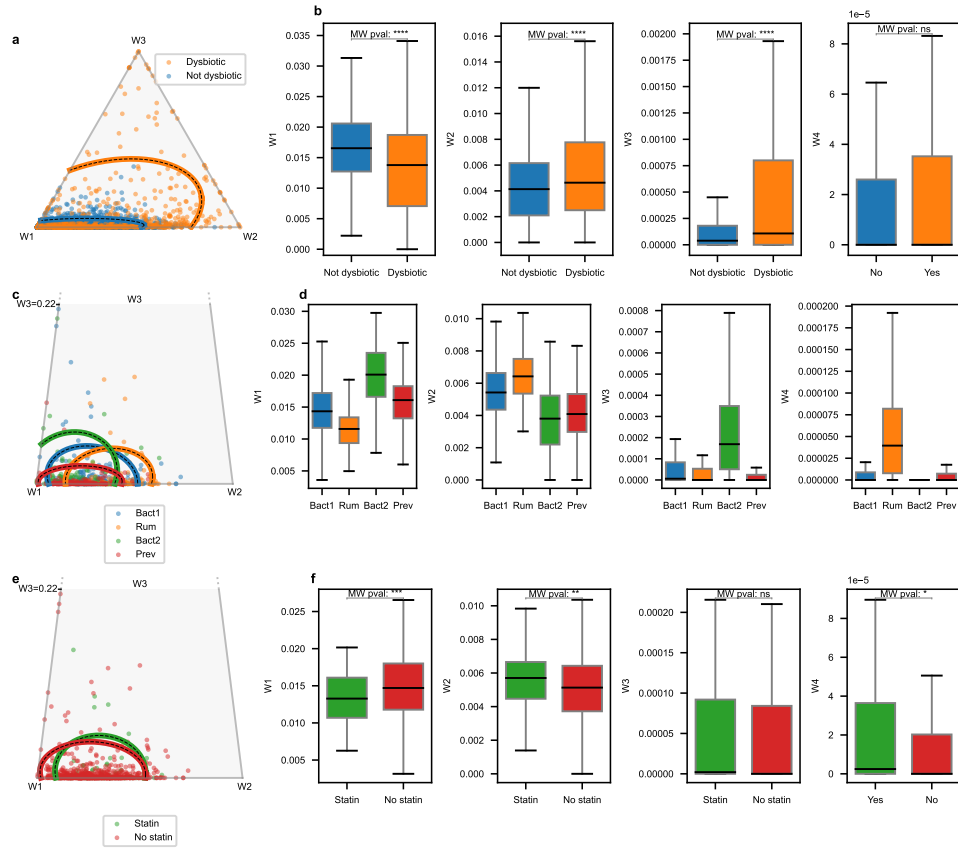 a
W3
Dysbiotic
Not dysbiotic
W1
W2
b
MW pval: ****
W1
0.035
0.030
0.025
0.020
0.015
0.010
0.005
0.000
Not dysbiotic
Dysbiotic
MW pval: ****
W2
0.016
0.014
0.012
0.010
0.008
0.006
0.004
0.002
0.000
Not dysbiotic
Dysbiotic
MW pval: ****
W3
0.00200
0.00175
0.00150
0.00125
0.00100
0.00075
0.00050
0.00025
0.00000
Not dysbiotic
Dysbiotic
1e−5
MW pval: ns
W4
8
6
4
2
0
No
Yes
c
W3
W3=0.22
W1
W2
Bact1
Rum
Bact2
Prev
d
W1
0.030
0.025
0.020
0.015
0.010
0.005
Bact1 Rum Bact2 Prev
W2
0.010
0.008
0.006
0.004
0.002
0.000
Bact1 Rum Bact2 Prev
W3
0.0008
0.0007
0.0006
0.0005
0.0004
0.0003
0.0002
0.0001
0.0000
Bact1 Rum Bact2 Prev
W4
0.000200
0.000175
0.000150
0.000125
0.000100
0.000075
0.000050
0.000025
0.000000
Bact1 Rum Bact2 Prev
e
W3
W3=0.22
W1
W2
Statin
No statin
f
MW pval: ***
W1
0.025
0.020
0.015
0.010
0.005
Statin
No statin
MW pval: **
W2
0.010
0.008
0.006
0.004
0.002
0.000
Statin
No statin
MW pval: ns
W3
0.00020
0.00015
0.00010
0.00005
0.00000
Statin
No statin
1e−5
MW pval: *
W4
8
6
4
2
0
Yes
No